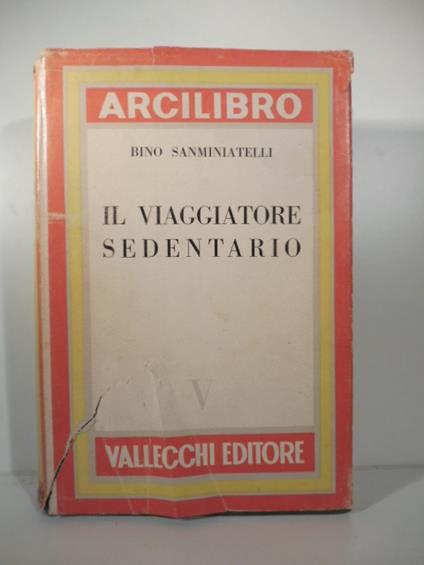 ARCILIBRO
BINO SANMINIATELLI
IL VIAGGIATORE
SEDENTARIO
V
VALLECCHI EDITORE